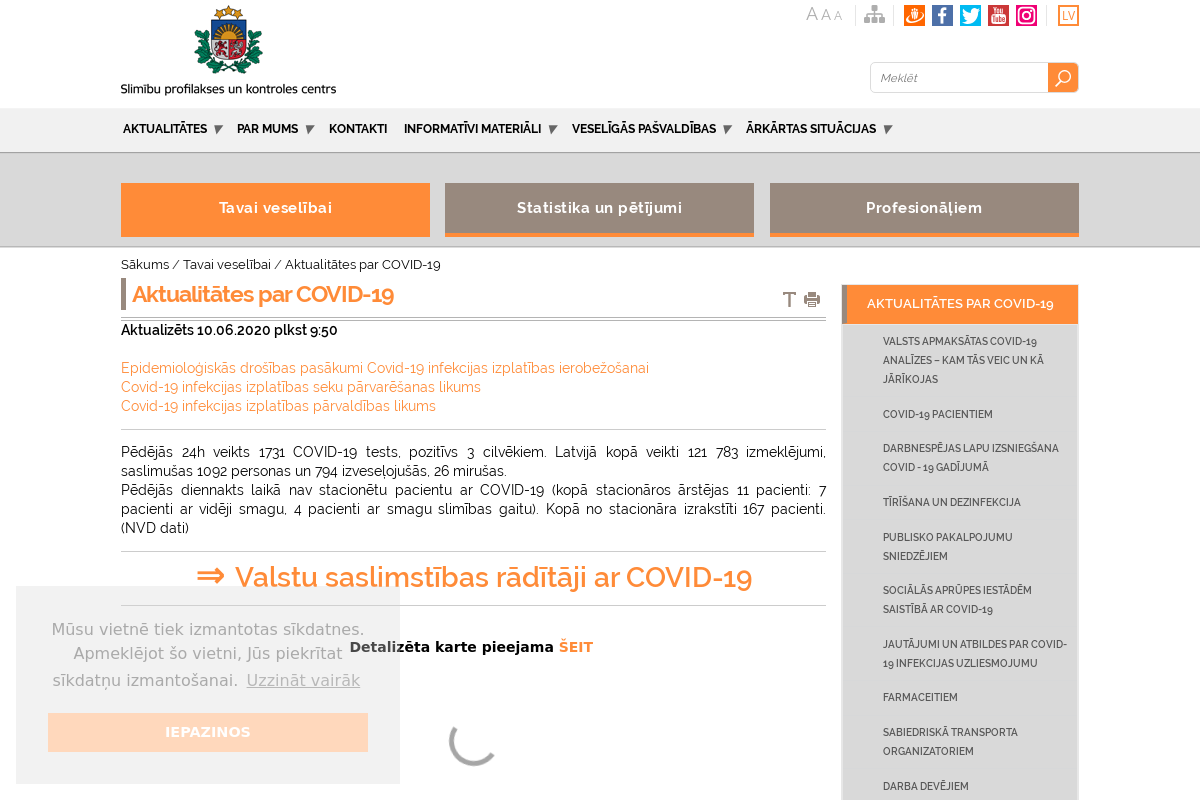 A A A
You Tube
LV
Slimību profilakses un kontroles centrs
Meklēt
AKTUALITĀTES
PAR MUMS
KONTAKTI
INFORMATĪVI MATERIĀLI
VESELĪGĀS PAŠVALDĪBAS
ĀRKĀRTAS SITUĀCIJAS
Tavai veselībai
Statistika un pētījumi
Profesionāļiem
Sākums / Tavai veselībai / Aktualitātes par COVID-19
Aktualitātes par COVID-19
Aktualizēts 10.06.2020 plkst 9:50
Epidemioloģiskās drošības pasākumi Covid-19 infekcijas izplatības ierobežošanai
Covid-19 infekcijas izplatības seku pārvarēšanas likums
Covid-19 infekcijas izplatības pārvaldības likums
Pēdējās 24h veikts 1731 COVID-19 tests, pozitīvs 3 cilvēkiem. Latvijā kopā veikti 121 783 izmeklējumi,
saslimušas 1092 personas un 794 izveseļojušās, 26 mirušas.
Pēdējās diennakts laikā nav stacionētu pacientu ar COVID-19 (kopā stacionāros ārstējas 11 pacienti: 7
pacienti ar vidēji smagu, 4 pacienti ar smagu slimības gaitu). Kopā no stacionāra izrakstīti 167 pacienti.
(NVD dati)
⇒ Valstu saslimstības rādītāji ar COVID-19
Detalizēta karte pieejama ŠEIT
Mūsu vietnē tiek izmantotas sīkdatnes.
Apmeklējot šo vietni, Jūs piekrītat
sīkdatņu izmantošanai. Uzzināt vairāk
IEPAZINOS
AKTUALITĀTES PAR COVID-19
VALSTS APMAKSĀTAS COVID-19
ANALĪZES – KAM TĀS VEIC UN KĀ
JĀRĪKOJAS
COVID-19 PACIENTIEM
DARBNESPĒJAS LAPU IZSNIEGŠANA
COVID - 19 GADĪJUMĀ
TĪRĪŠANA UN DEZINFEKCIJA
PUBLISKO PAKALPOJUMU
SNIEDZĒJIEM
SOCIĀLĀS APRŪPES IESTĀDĒM
SAISTĪBĀ AR COVID-19
JAUTĀJUMI UN ATBILDES PAR COVID-
19 INFEKCIJAS UZLIESMOJUMU
FARMACEITIEM
SABIEDRISKĀ TRANSPORTA
ORGANIZATORIEM
DARBA DEVĒJIEM